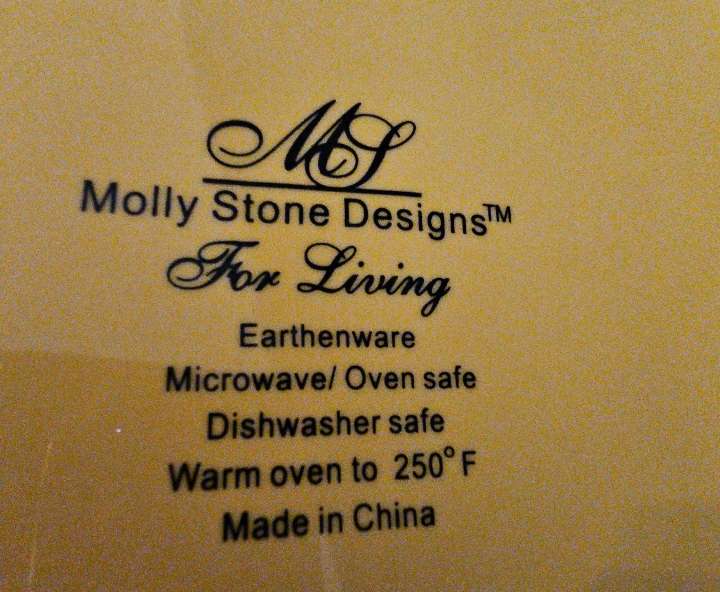 MS
Molly Stone Designs™
For Living
Earthenware
Microwave/ Oven safe
Dishwasher safe
Warm oven to 250°F
Made in China